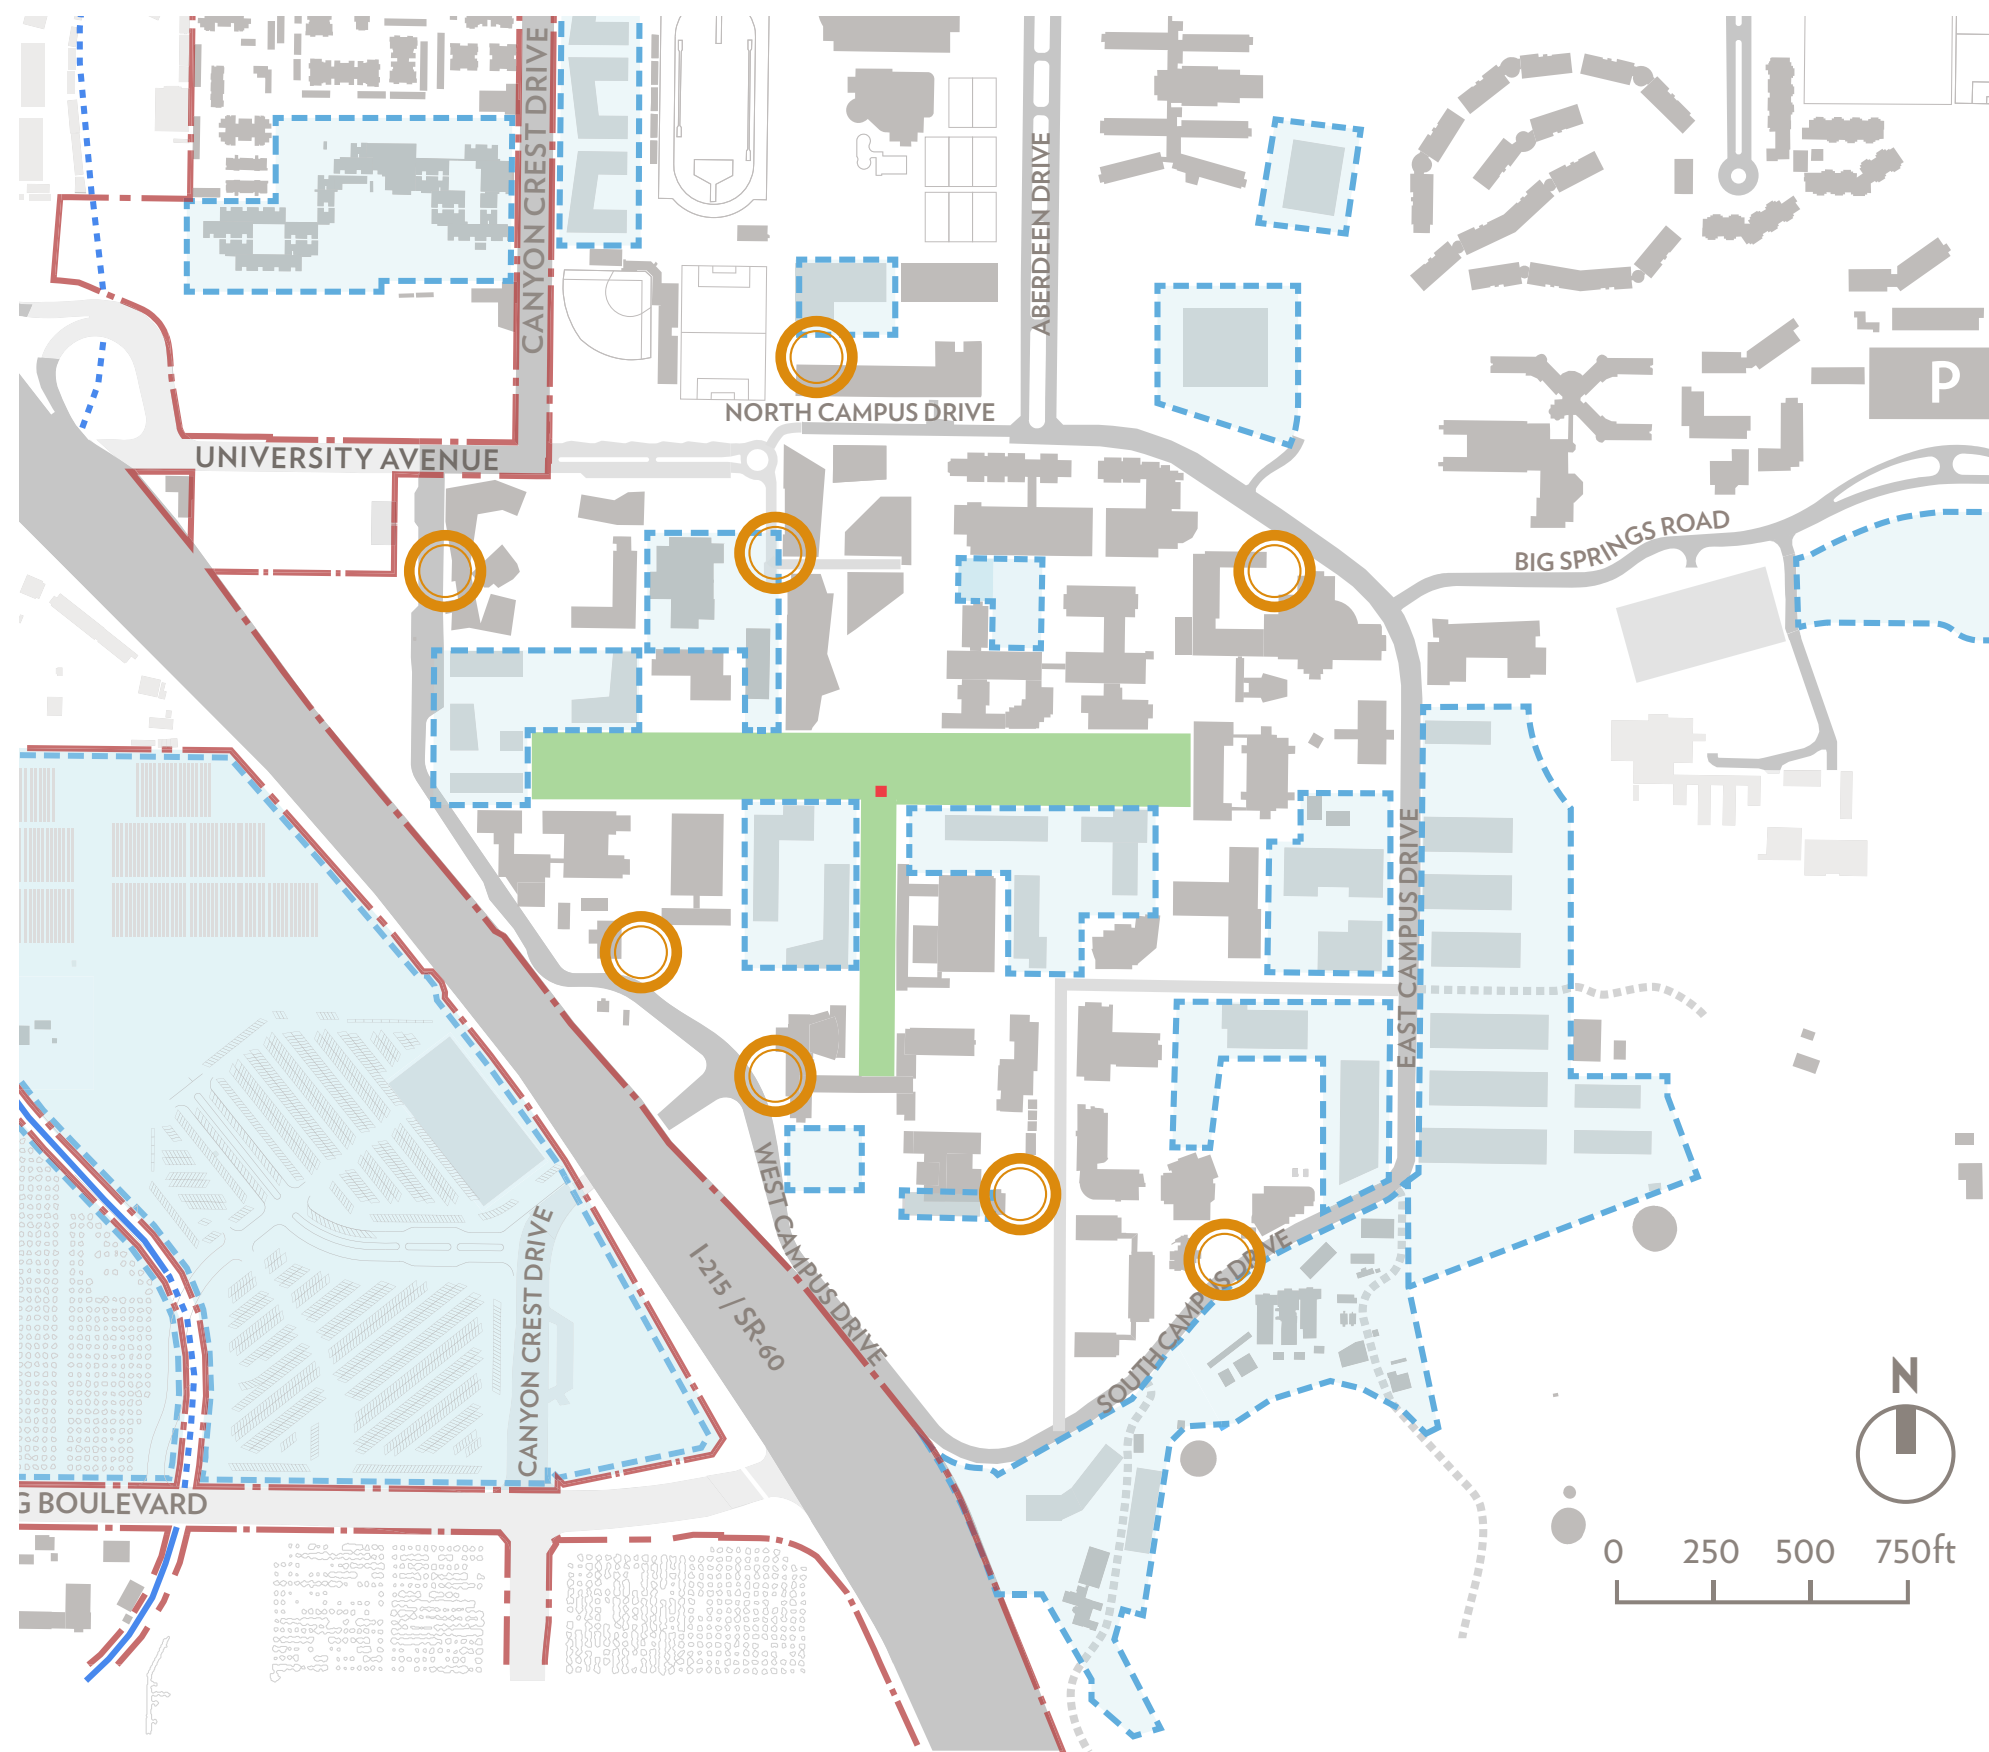 CANYON CREST DRIVE
ABERDEEN DRIVE
P
NORTH CAMPUS DRIVE
UNIVERSITY AVENUE
BIG SPRINGS ROAD
EAST CAMPUS DRIVE
WEST CAMPUS DRIVE
I-215 / SR-60
CANYON CREST DRIVE
SOUTH CAMPUS DRIVE
G BOULEVARD
N
0 250 500 750ft